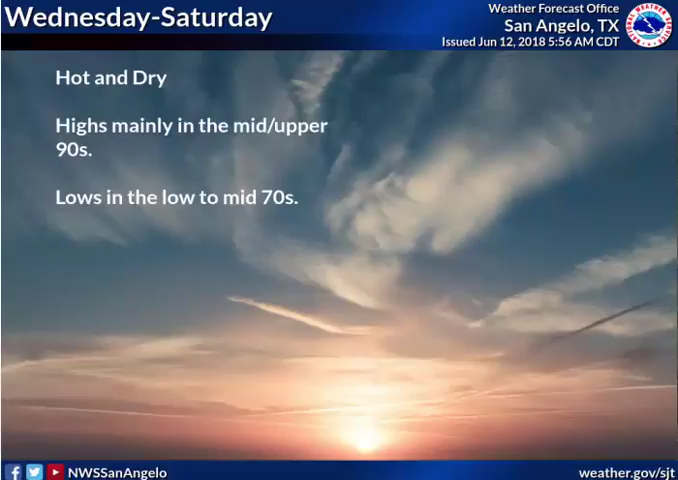 Wednesday-Saturday
Weather Forecast Office
San Angelo, TX
Issued Jun 12, 2018 5:56 AM CDT
Hot and Dry
Highs mainly in the mid/upper
90s.
Lows in the low to mid 70s.
NWSSanAngelo
weather.gov/sjt